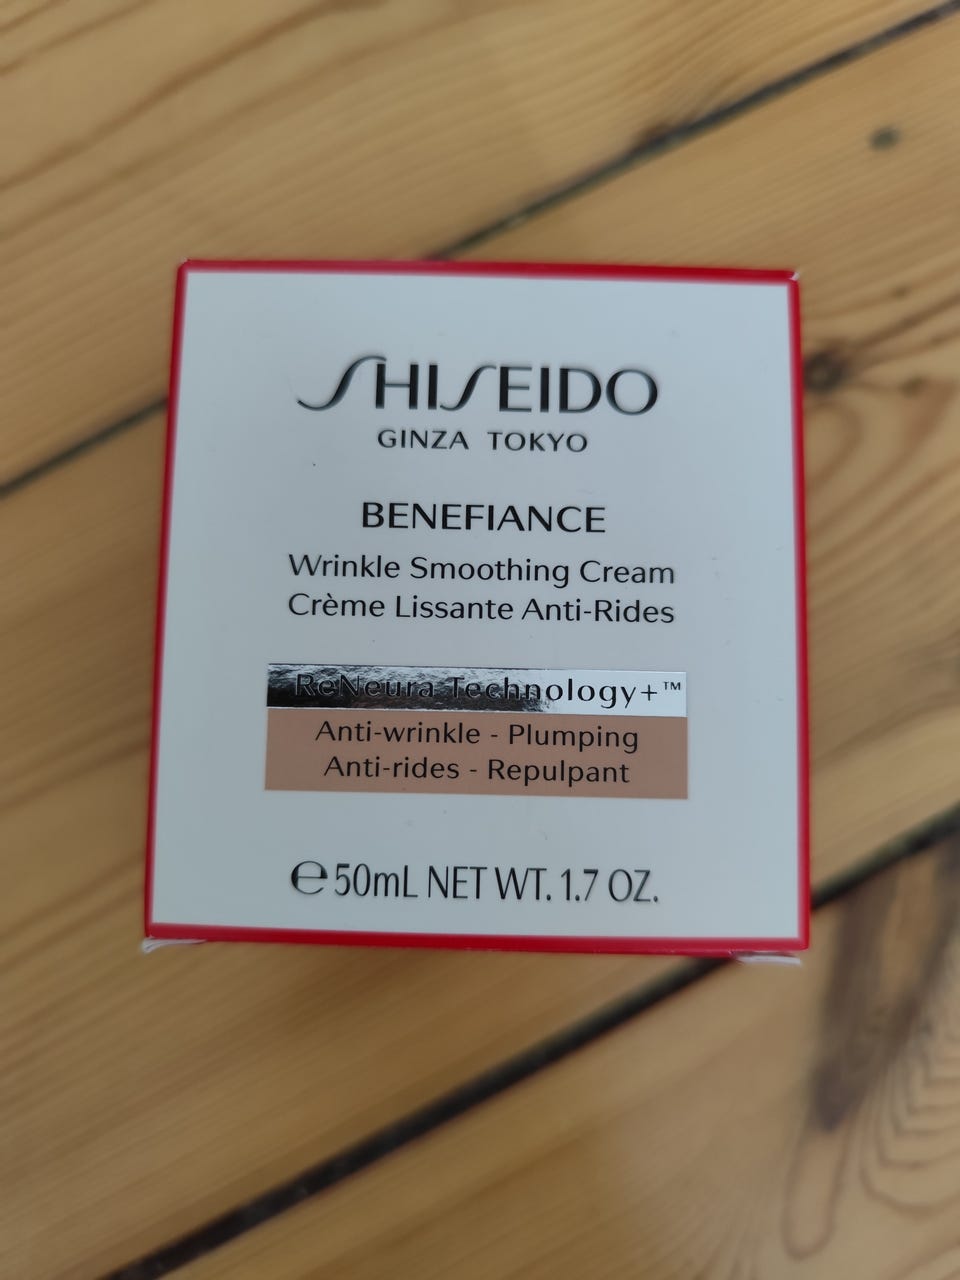 SHISEIDO
GINZA TOKYO
BENEFIANCE
Wrinkle Smoothing Cream
Crème Lissante Anti-Rides
ReNeura Technology+™
Anti-wrinkle - Plumping
Anti-rides - Repulpant
℮50mL NET WT. 1.7 OZ.